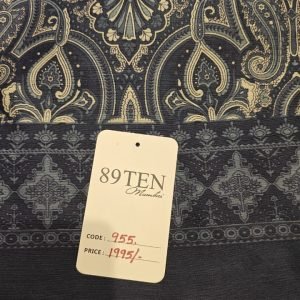 89TEN
Mumbai
CODE: 955.
PRICE: 1995/-